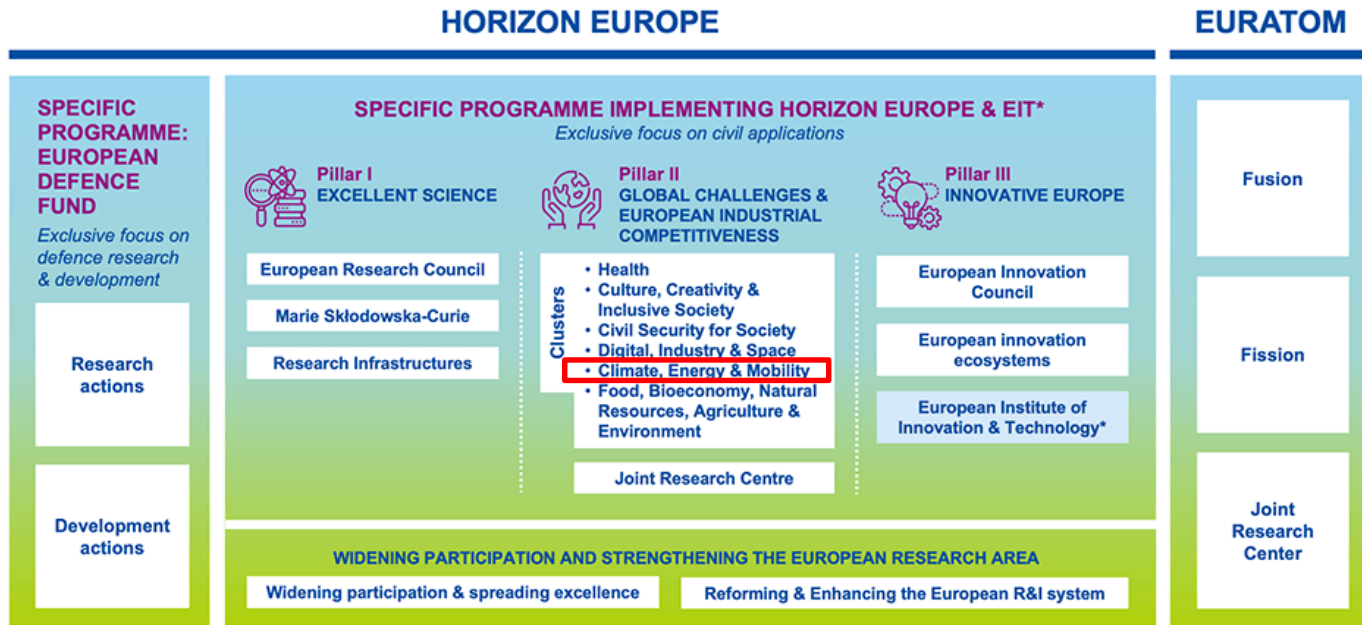 HORIZON EUROPE
EURATOM
SPECIFIC
PROGRAMME:
EUROPEAN
DEFENCE
FUND
Exclusive focus on
defence research
& development
Research
actions
Development
actions
SPECIFIC PROGRAMME IMPLEMENTING HORIZON EUROPE & EIT*
Exclusive focus on civil applications
Pillar I
EXCELLENT SCIENCE
European Research Council
Marie Skłodowska-Curie
Research Infrastructures
Pillar II
GLOBAL CHALLENGES &
EUROPEAN INDUSTRIAL
COMPETITIVENESS
Clusters
• Health
• Culture, Creativity &
Inclusive Society
• Civil Security for Society
• Digital, Industry & Space
• Climate, Energy & Mobility
• Food, Bioeconomy, Natural
Resources, Agriculture &
Environment
Joint Research Centre
Pillar III
INNOVATIVE EUROPE
European Innovation
Council
European innovation
ecosystems
European Institute of
Innovation & Technology*
WIDENING PARTICIPATION AND STRENGTHENING THE EUROPEAN RESEARCH AREA
Widening participation & spreading excellence
Reforming & Enhancing the European R&I system
Fusion
Fission
Joint
Research
Center